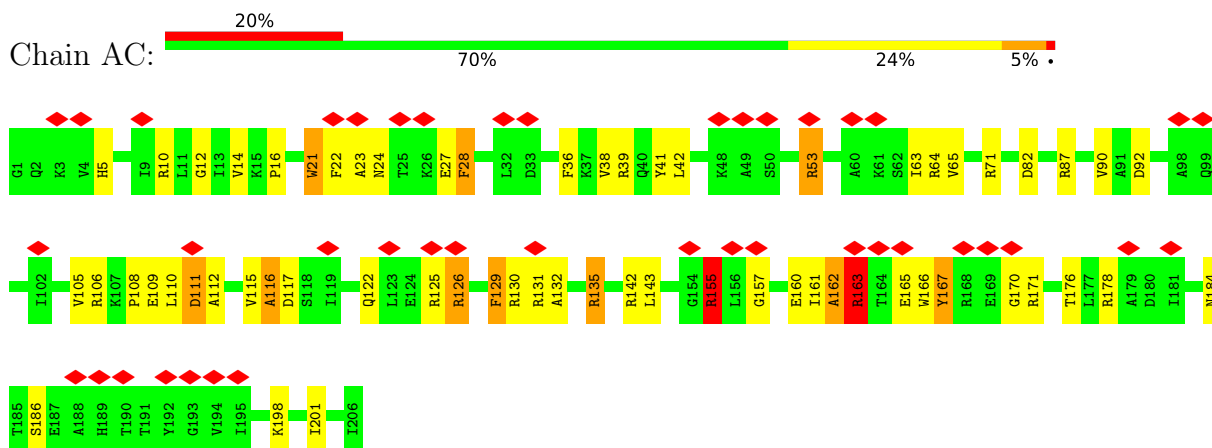 20%
Chain AC:
70% 24% 5% •
G1 Q2 K3 V4 H5 I9 R10 L11 G12 I13 V14 K15 P16 W21 F22 A23 N24 T25 K26 E27 F28 L32 D33 F36 K37 V38 R39 Q40 Y41 L42 K48 A49 S50 R53 A60 K61 S62 I63 R64 V65 R71 D82 R87 V90 A91 D92 A98 Q99
I102 V105 R106 K107 P108 E109 L110 D111 A112 V115 A116 D117 S118 I119 Q122 L123 E124 R125 R126 F129 R130 R131 A132 R135 R142 L143 G154 R155 L156 G157 E160 I161 A162 R163 T164 E165 W166 Y167 R168 E169 G170 R171 T176 L177 R178 A179 D180 I181 N184
T185 S186 E187 A188 H189 T190 T191 Y192 G193 V194 I195 K198 I201 I206